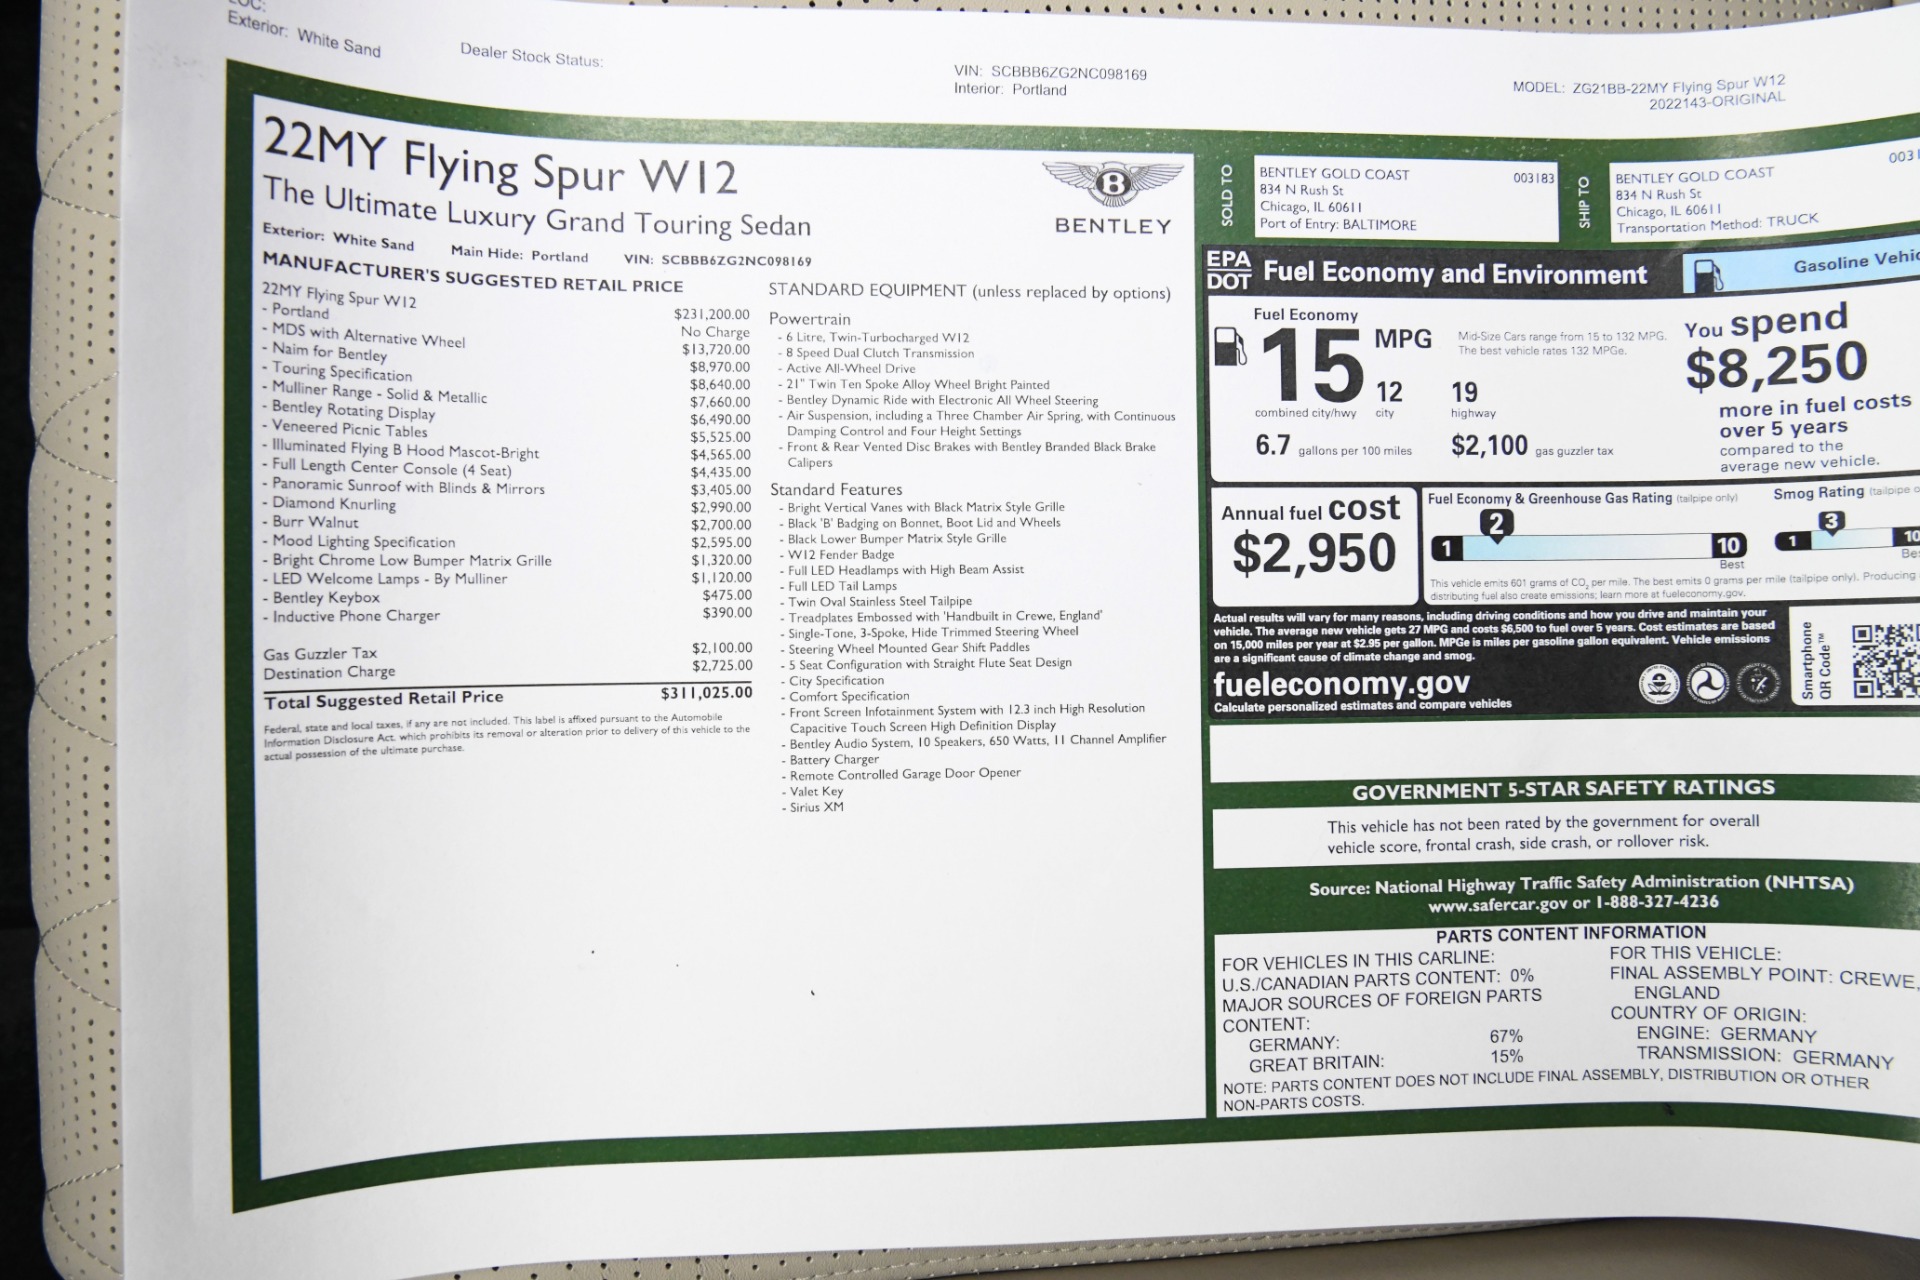 LOC:
Exterior: White Sand
Dealer Stock Status:
VIN: SCBBB6ZG2NC098169
Interior: Portland
MODEL: ZG21BB-22MY Flying Spur W12
2022143-ORIGINAL
22MY Flying Spur W12
The Ultimate Luxury Grand Touring Sedan
BENTLEY
Exterior: White Sand Main Hide: Portland VIN: SCBBB6ZG2NC098169
MANUFACTURER'S SUGGESTED RETAIL PRICE
22MY Flying Spur W12 $231,200.00
- Portland No Charge
- MDS with Alternative Wheel $13,720.00
- Naim for Bentley $8,970.00
- Touring Specification $8,640.00
- Mulliner Range - Solid & Metallic $7,660.00
- Bentley Rotating Display $6,490.00
- Veneered Picnic Tables $5,525.00
- Illuminated Flying B Hood Mascot-Bright $4,565.00
- Full Length Center Console (4 Seat) $4,435.00
- Panoramic Sunroof with Blinds & Mirrors $3,405.00
- Diamond Knurling $2,990.00
- Burr Walnut $2,700.00
- Mood Lighting Specification $2,595.00
- Bright Chrome Low Bumper Matrix Grille $1,320.00
- LED Welcome Lamps - By Mulliner $1,120.00
- Bentley Keybox $475.00
- Inductive Phone Charger $390.00
Gas Guzzler Tax $2,100.00
Destination Charge $2,725.00
Total Suggested Retail Price $311,025.00
Federal, state and local taxes, if any are not included. This label is affixed pursuant to the Automobile
Information Disclosure Act, which prohibits its removal or alteration prior to delivery of this vehicle to the
actual possession of the ultimate purchase.
STANDARD EQUIPMENT (unless replaced by options)
Powertrain
- 6 Litre, Twin-Turbocharged W12
- 8 Speed Dual Clutch Transmission
- Active All-Wheel Drive
- 21" Twin Ten Spoke Alloy Wheel Bright Painted
- Bentley Dynamic Ride with Electronic All Wheel Steering
- Air Suspension, including a Three Chamber Air Spring, with Continuous
Damping Control and Four Height Settings
- Front & Rear Vented Disc Brakes with Bentley Branded Black Brake
Calipers
Standard Features
- Bright Vertical Vanes with Black Matrix Style Grille
- Black 'B' Badging on Bonnet, Boot Lid and Wheels
- Black Lower Bumper Matrix Style Grille
- W12 Fender Badge
- Full LED Headlamps with High Beam Assist
- Full LED Tail Lamps
- Twin Oval Stainless Steel Tailpipe
- Treadplates Embossed with 'Handbuilt in Crewe, England'
- Single-Tone, 3-Spoke, Hide Trimmed Steering Wheel
- Steering Wheel Mounted Gear Shift Paddles
- 5 Seat Configuration with Straight Flute Seat Design
- City Specification
- Comfort Specification
- Front Screen Infotainment System with 12.3 inch High Resolution
Capacitive Touch Screen High Definition Display
- Bentley Audio System, 10 Speakers, 650 Watts, 11 Channel Amplifier
- Battery Charger
- Remote Controlled Garage Door Opener
- Valet Key
- Sirius XM
SOLD TO
BENTLEY GOLD COAST 003183
834 N Rush St
Chicago, IL 60611
Port of Entry: BALTIMORE
SHIP TO
BENTLEY GOLD COAST 0031
834 N Rush St
Chicago, IL 60611
Transportation Method: TRUCK
EPA
DOT
Fuel Economy and Environment
Gasoline Vehic
Fuel Economy
15 MPG
combined city/hwy
12 city
19 highway
Mid-Size Cars range from 15 to 132 MPG.
The best vehicle rates 132 MPGe.
6.7 gallons per 100 miles
$2,100 gas guzzler tax
You spend
$8,250
more in fuel costs
over 5 years
compared to the
average new vehicle.
Annual fuel cost
$2,950
Fuel Economy & Greenhouse Gas Rating (tailpipe only)
2
1 10
Best
Smog Rating (tailpipe o
3
1 10
Be
This vehicle emits 601 grams of CO2 per mile. The best emits 0 grams per mile (tailpipe only). Producing
distributing fuel also create emissions; learn more at fueleconomy.gov.
Actual results will vary for many reasons, including driving conditions and how you drive and maintain your
vehicle. The average new vehicle gets 27 MPG and costs $6,500 to fuel over 5 years. Cost estimates are based
on 15,000 miles per year at $2.95 per gallon. MPGe is miles per gasoline gallon equivalent. Vehicle emissions
are a significant cause of climate change and smog.
fueleconomy.gov
Calculate personalized estimates and compare vehicles
Smartphone
QR Code™
GOVERNMENT 5-STAR SAFETY RATINGS
This vehicle has not been rated by the government for overall
vehicle score, frontal crash, side crash, or rollover risk.
Source: National Highway Traffic Safety Administration (NHTSA)
www.safercar.gov or 1-888-327-4236
PARTS CONTENT INFORMATION
FOR VEHICLES IN THIS CARLINE:
U.S./CANADIAN PARTS CONTENT: 0%
MAJOR SOURCES OF FOREIGN PARTS
CONTENT:
GERMANY: 67%
GREAT BRITAIN: 15%
FOR THIS VEHICLE:
FINAL ASSEMBLY POINT: CREWE,
ENGLAND
COUNTRY OF ORIGIN:
ENGINE: GERMANY
TRANSMISSION: GERMANY
NOTE: PARTS CONTENT DOES NOT INCLUDE FINAL ASSEMBLY, DISTRIBUTION OR OTHER
NON-PARTS COSTS.